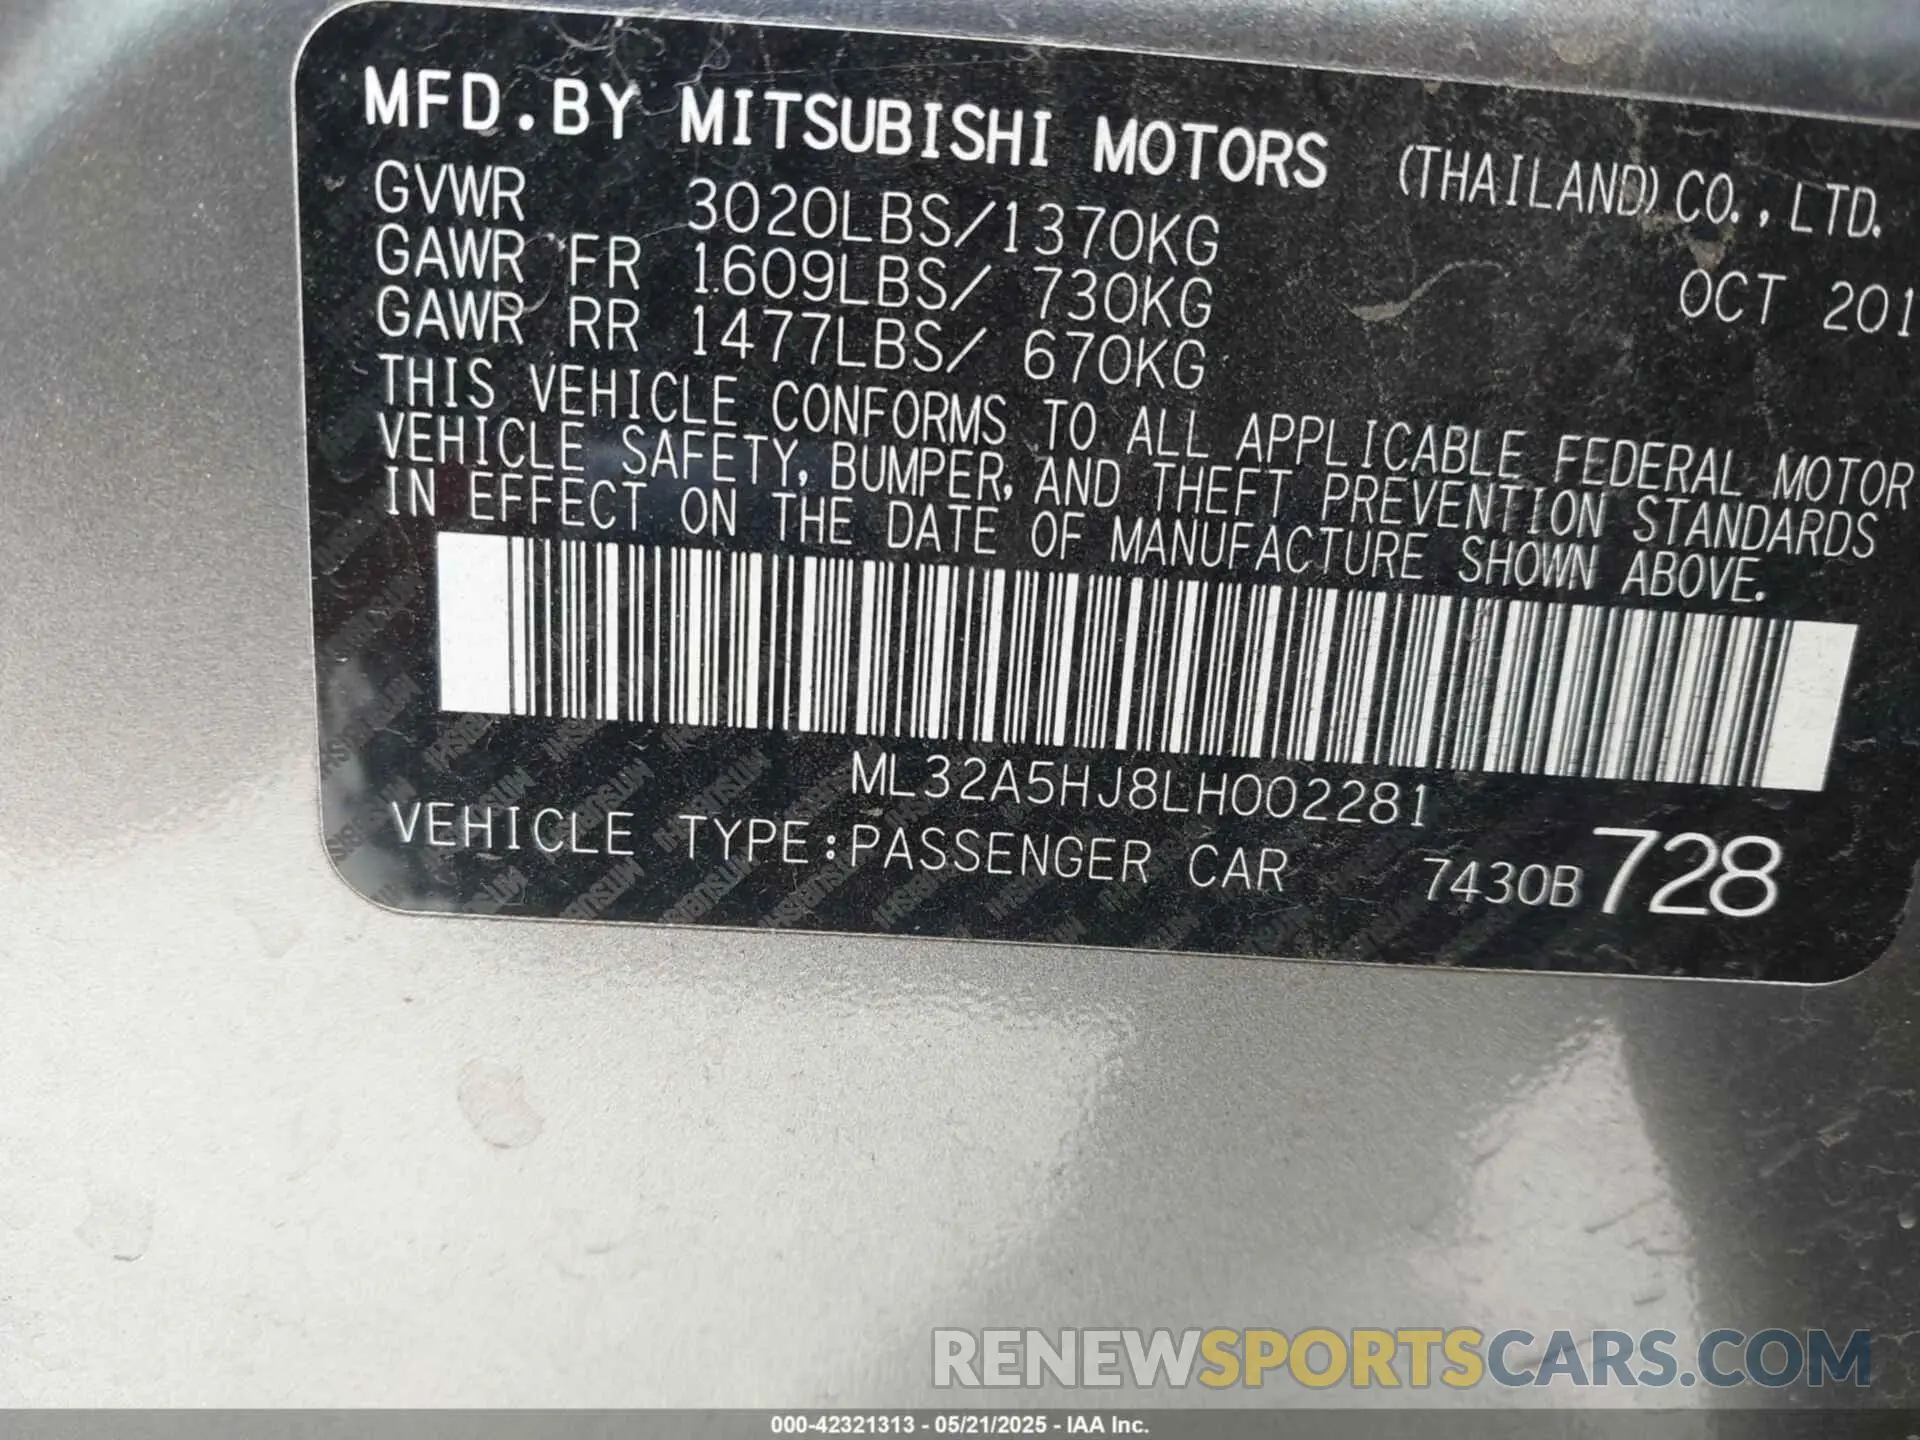 MFD.BY MITSUBISHI MOTORS (THAILAND)CO.,LTD.
GVWR 3020LBS/1370KG
OCT 201
GAWR FR 1609LBS/ 730KG
GAWR RR 1477LBS/ 670KG
THIS VEHICLE CONFORMS TO ALL APPLICABLE FEDERAL MOTOR
VEHICLE SAFETY, BUMPER, AND THEFT PREVENTION STANDARDS
IN EFFECT ON THE DATE OF MANUFACTURE SHOWN ABOVE.
ML32A5HJ8LH002281
VEHICLE TYPE:PASSENGER CAR 7430B728
RENEWSPORTSCARS.COM
000-42321313 - 05/21/2025 - IAA Inc.